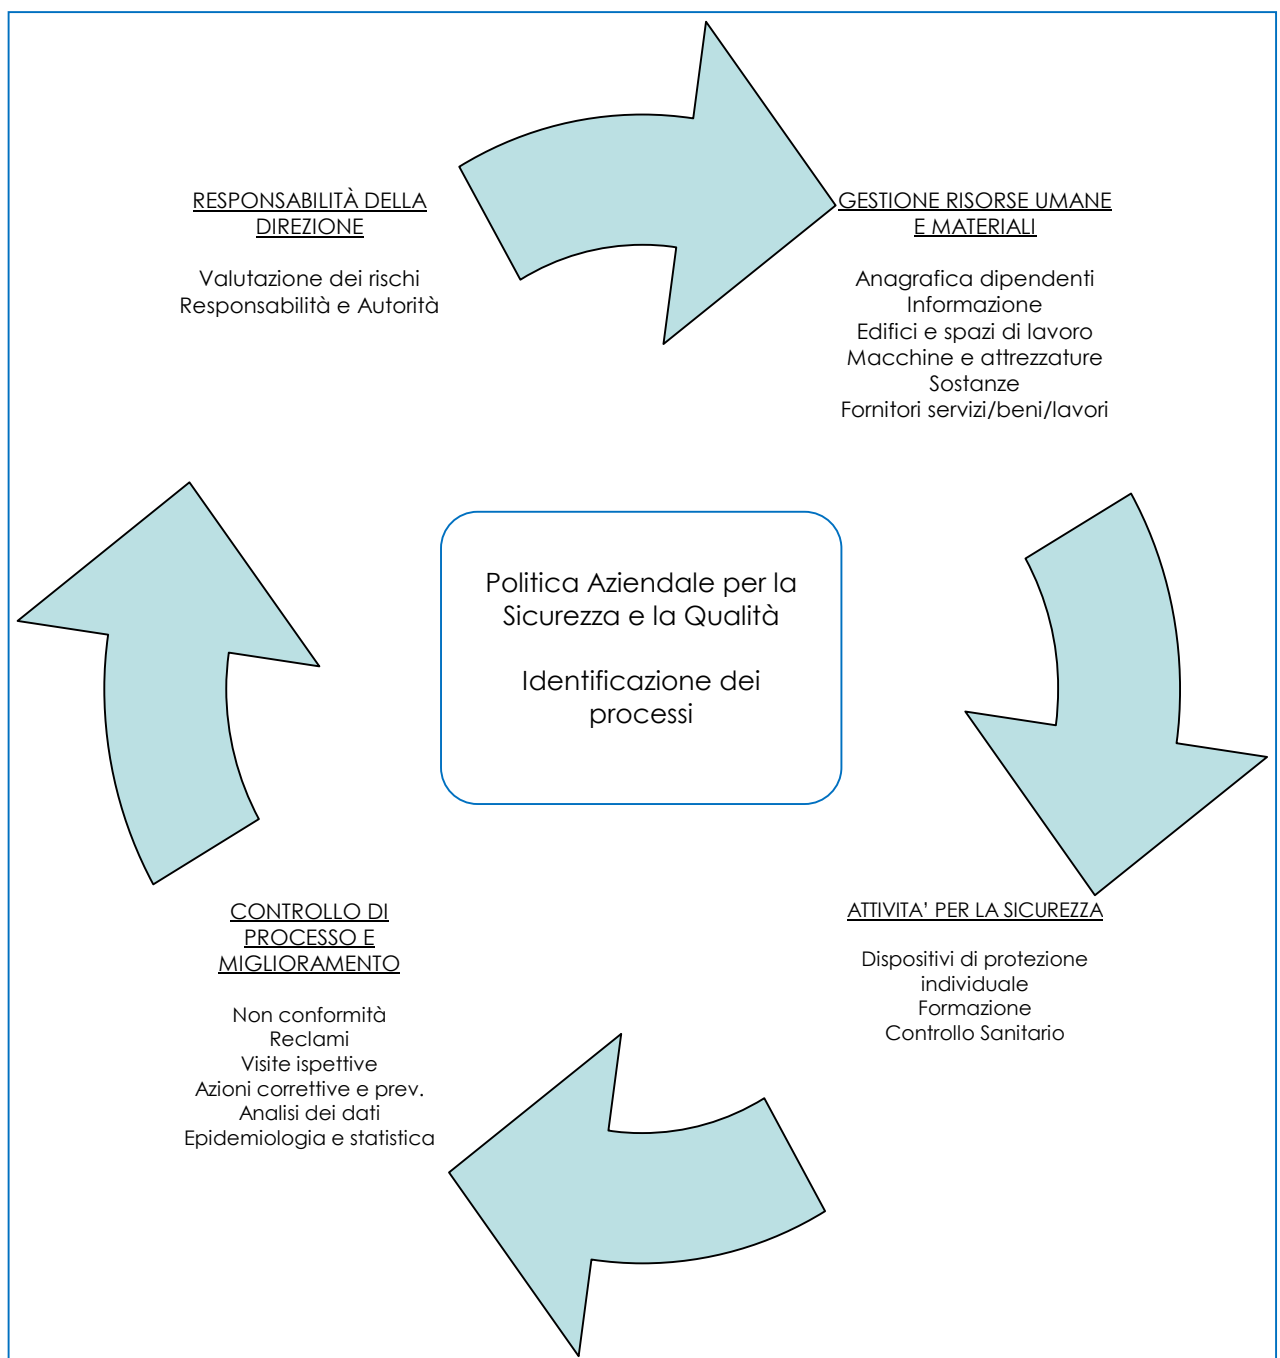 RESPONSABILITÀ DELLA
DIREZIONE
Valutazione dei rischi
Responsabilità e Autorità
GESTIONE RISORSE UMANE
E MATERIALI
Anagrafica dipendenti
Informazione
Edifici e spazi di lavoro
Macchine e attrezzature
Sostanze
Fornitori servizi/beni/lavori
Politica Aziendale per la
Sicurezza e la Qualità
Identificazione dei
processi
CONTROLLO DI
PROCESSO E
MIGLIORAMENTO
Non conformità
Reclami
Visite ispettive
Azioni correttive e prev.
Analisi dei dati
Epidemiologia e statistica
ATTIVITA’ PER LA SICUREZZA
Dispositivi di protezione
individuale
Formazione
Controllo Sanitario